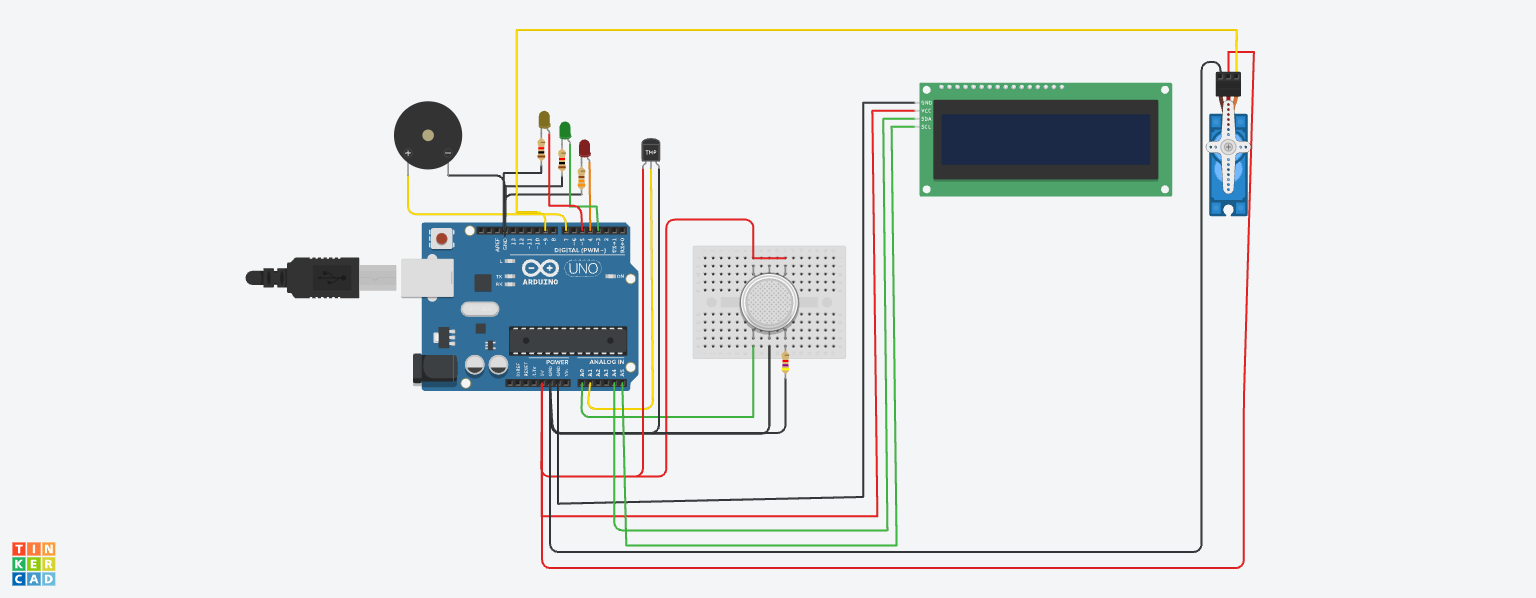 GND
VCC
SDA
SCL
TMP
+
−
AREF
GND
13
12
~11
~10
~9
8
7
~6
~5
4
~3
2
TX→1
RX←0
DIGITAL (PWM~)
L
TX
RX
UNO
ARDUINO
ON
POWER
ANALOG IN
IOREF
RESET
3.3V
5V
GND
GND
Vin
A0
A1
A2
A3
A4
A5
TIN
KER
CAD